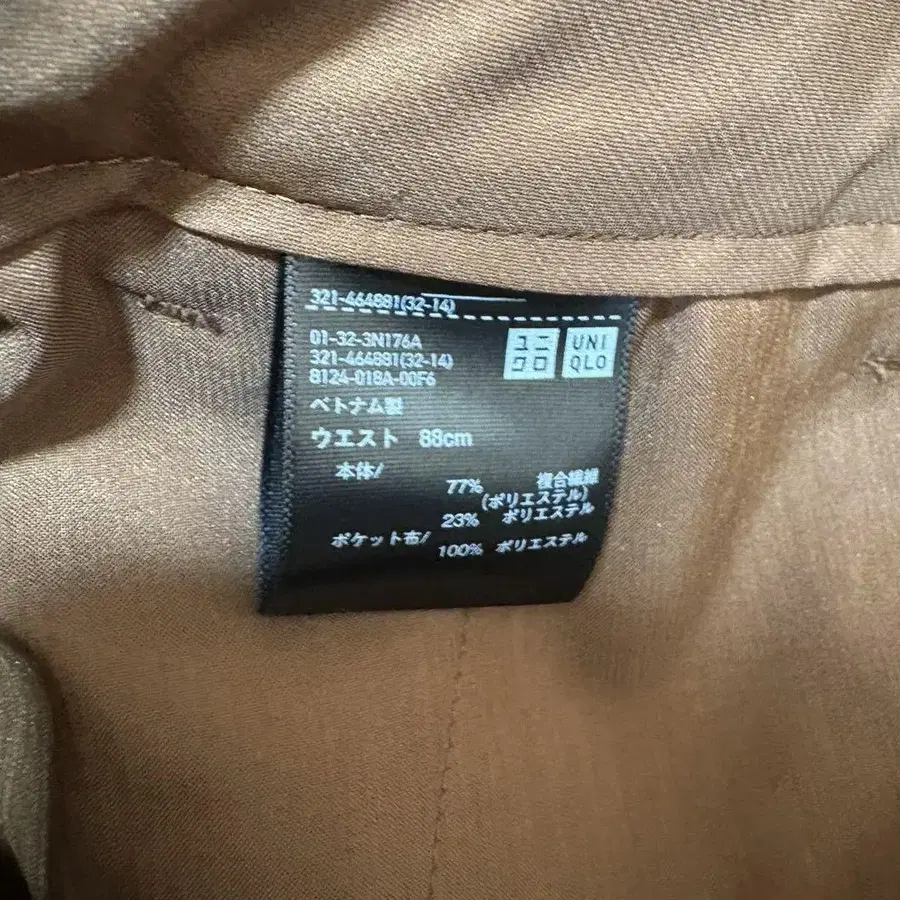 321-464881(32-14)
01-32-3N176A
321-464881(32-14)
8124-018A-00F6
ユニ
クロ
UNI
QLO
ベトナム製
ウエスト 88cm
本体/
77% 複合繊維
(ポリエステル)
23% ポリエステル
ポケット布/
100% ポリエステル